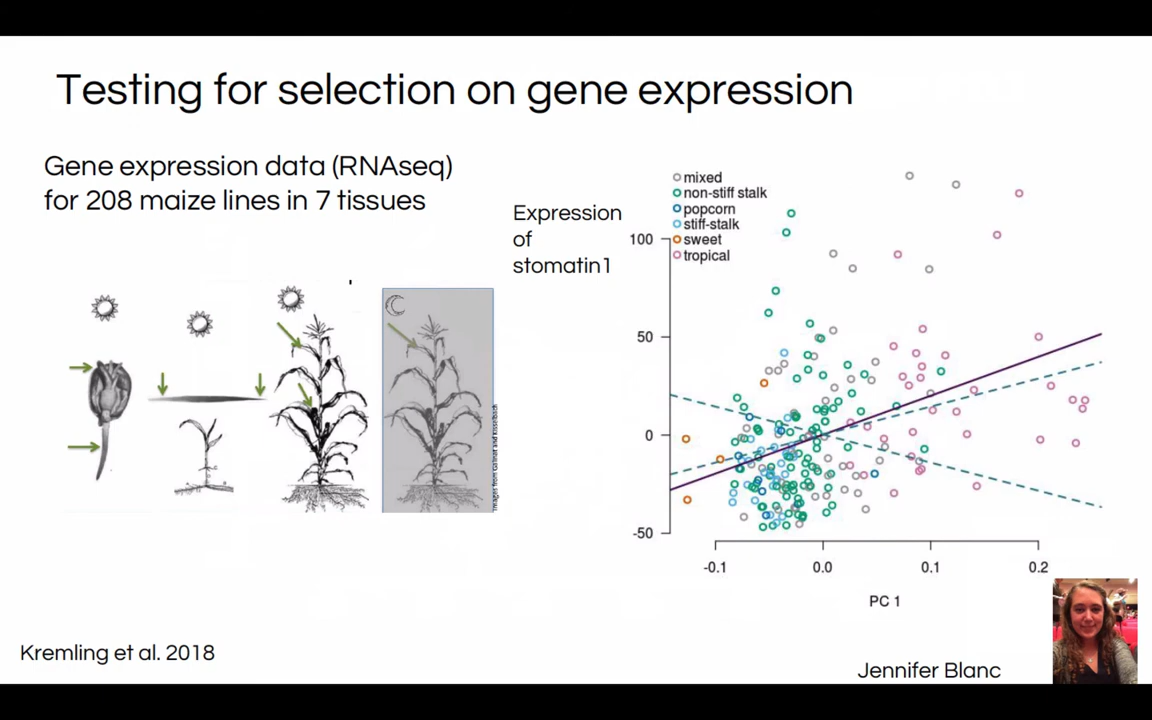 Testing for selection on gene expression
Gene expression data (RNAseq)
for 208 maize lines in 7 tissues
Expression
of
stomatin1
mixed
non-stiff stalk
popcorn
stiff-stalk
sweet
tropical
100
50
0
-50
-0.1
0.0
0.1
0.2
PC 1
Kremling et al. 2018
Jennifer Blanc